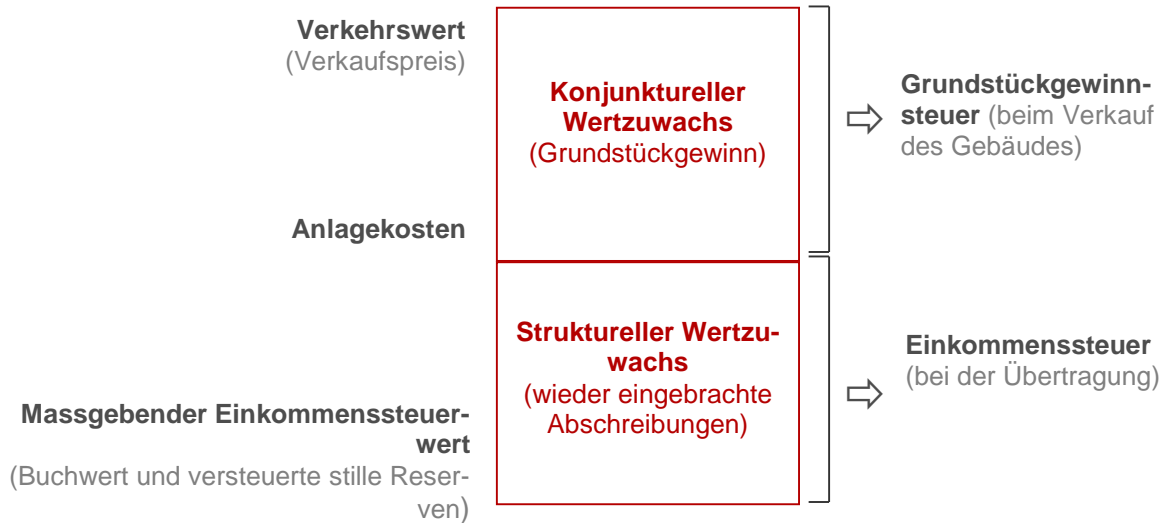 Verkehrswert
(Verkaufspreis)
Konjunktureller
Wertzuwachs
(Grundstückgewinn)
Grundstückgewinn-
steuer (beim Verkauf
des Gebäudes)
Anlagekosten
Struktureller Wertzu-
wachs
(wieder eingebrachte
Abschreibungen)
Einkommenssteuer
(bei der Übertragung)
Massgebender Einkommenssteuer-
wert
(Buchwert und versteuerte stille Reser-
ven)